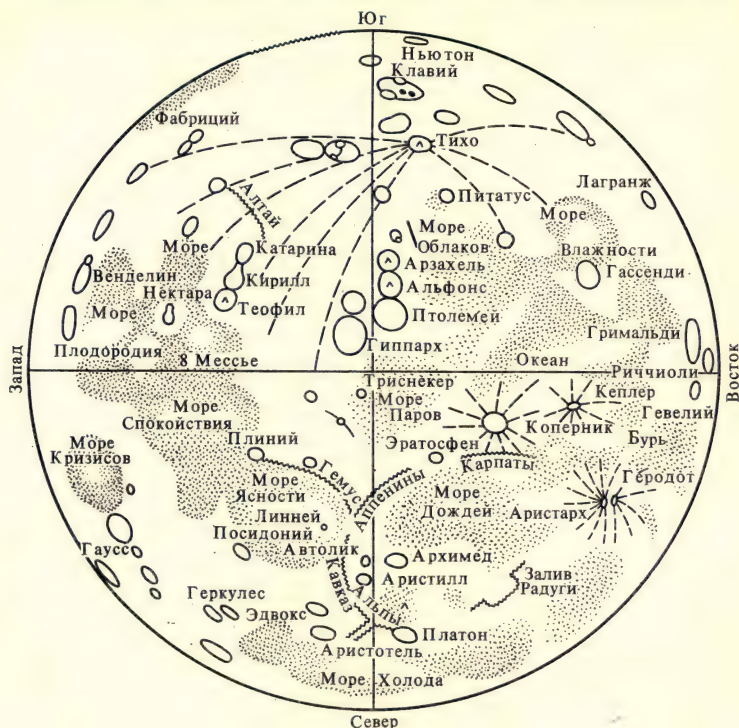 Юг
Ньютон
Клавий
Фабриций
Тихо
Лагранж
Питатус
Алтай
Море
Влажности
Море
Облаков
Море
Нектара
Катарина
Кирилл
Теофил
Арзахель
Альфонс
Птолемей
Гассенди
Венделин
Море
Плодородия
Гиппарх
Гримальди
8 Мессье
Океан
Бурь
Риччиоли
Запад
Восток
Триснекер
Море
Паров
Кеплер
Гевелий
Коперник
Море
Спокойствия
Плиний
Эратосфен
Карпаты
Море
Кризисов
Гемус
Аппенины
Геродот
Аристарх
Море
Ясности
Море
Дождей
Линней
Посидоний
Автолик
Архимед
Гаусс
Кавказ
Аристилл
Альпы
Залив
Радуги
Геркулес
Эдвокс
Аристотель
Платон
Море Холода
Север